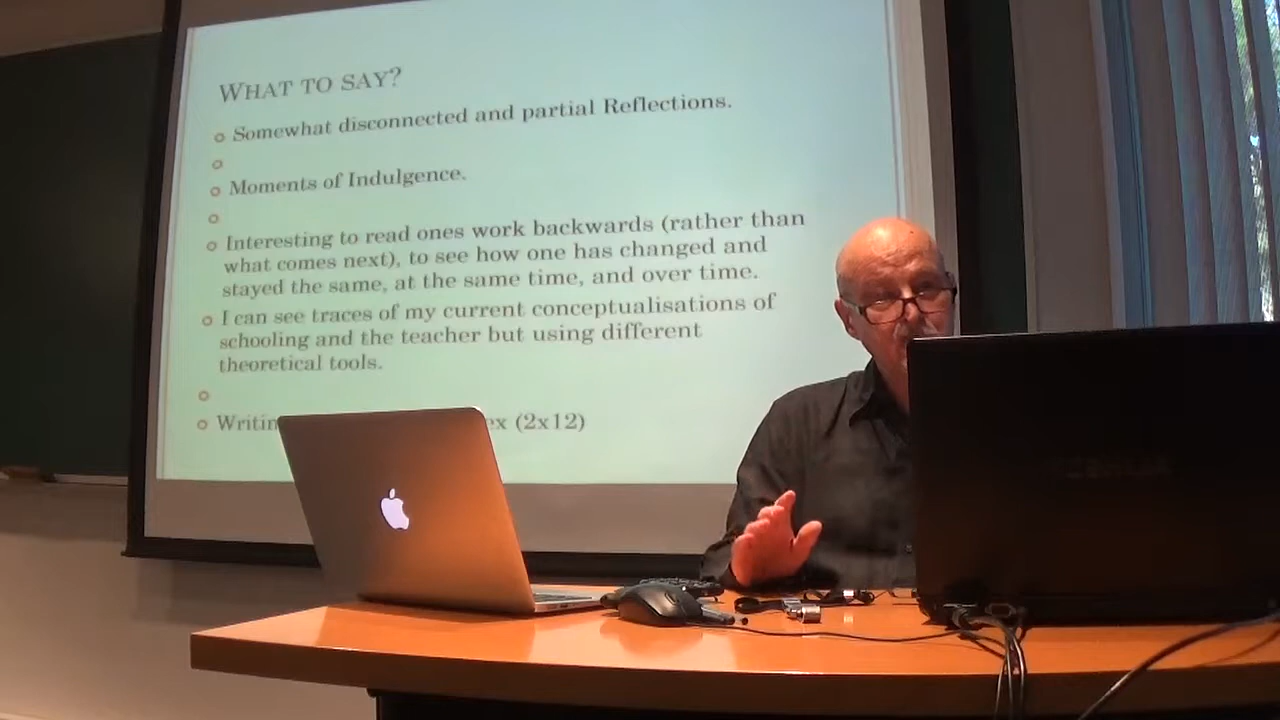 WHAT TO SAY?
Somewhat disconnected and partial Reflections.
Moments of Indulgence.
Interesting to read ones work backwards (rather than
what comes next), to see how one has changed and
stayed the same, at the same time, and over time.
I can see traces of my current conceptualisations of
schooling and the teacher but using different
theoretical tools.
(2x12)